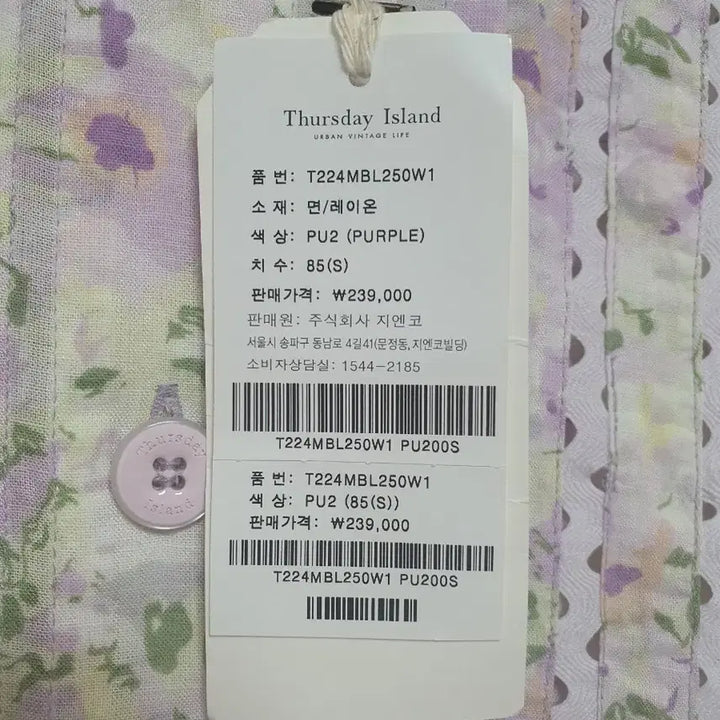 Thursday Island
URBAN VINTAGE LIFE
품 번: T224MBL250W1
소 재: 면/레이온
색 상: PU2 (PURPLE)
치 수: 85(S)
판매가격: ₩239,000
판매원: 주식회사 지엔코
서울시 송파구 동남로 4길41(문정동, 지엔코빌딩)
소비자상담실: 1544-2185
T224MBL250W1 PU200S
품 번: T224MBL250W1
색 상: PU2 (85(S))
판매가격: ₩239,000
T224MBL250W1 PU200S
Thursday
island